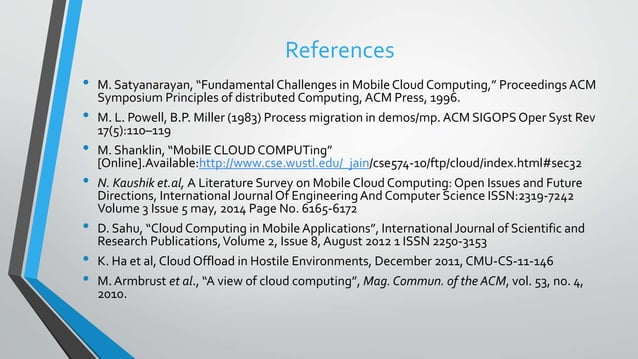 References
• M. Satyanarayan, “Fundamental Challenges in Mobile Cloud Computing,” Proceedings ACM
Symposium Principles of distributed Computing, ACM Press, 1996.
• M. L. Powell, B.P. Miller (1983) Process migration in demos/mp. ACM SIGOPS Oper Syst Rev
17(5):110–119
• M. Shanklin, “MobilE CLOUD COMPUTing”
[Online].Available:http://www.cse.wustl.edu/_jain/cse574-10/ftp/cloud/index.html#sec32
• N. Kaushik et.al, A Literature Survey on Mobile Cloud Computing: Open Issues and Future
Directions, International Journal Of Engineering And Computer Science ISSN:2319-7242
Volume 3 Issue 5 may, 2014 Page No. 6165-6172
• D. Sahu, “Cloud Computing in Mobile Applications”, International Journal of Scientific and
Research Publications, Volume 2, Issue 8, August 2012 1 ISSN 2250-3153
• K. Ha et al, Cloud Offload in Hostile Environments, December 2011, CMU-CS-11-146
• M. Armbrust et al., “A view of cloud computing”, Mag. Commun. of the ACM, vol. 53, no. 4,
2010.